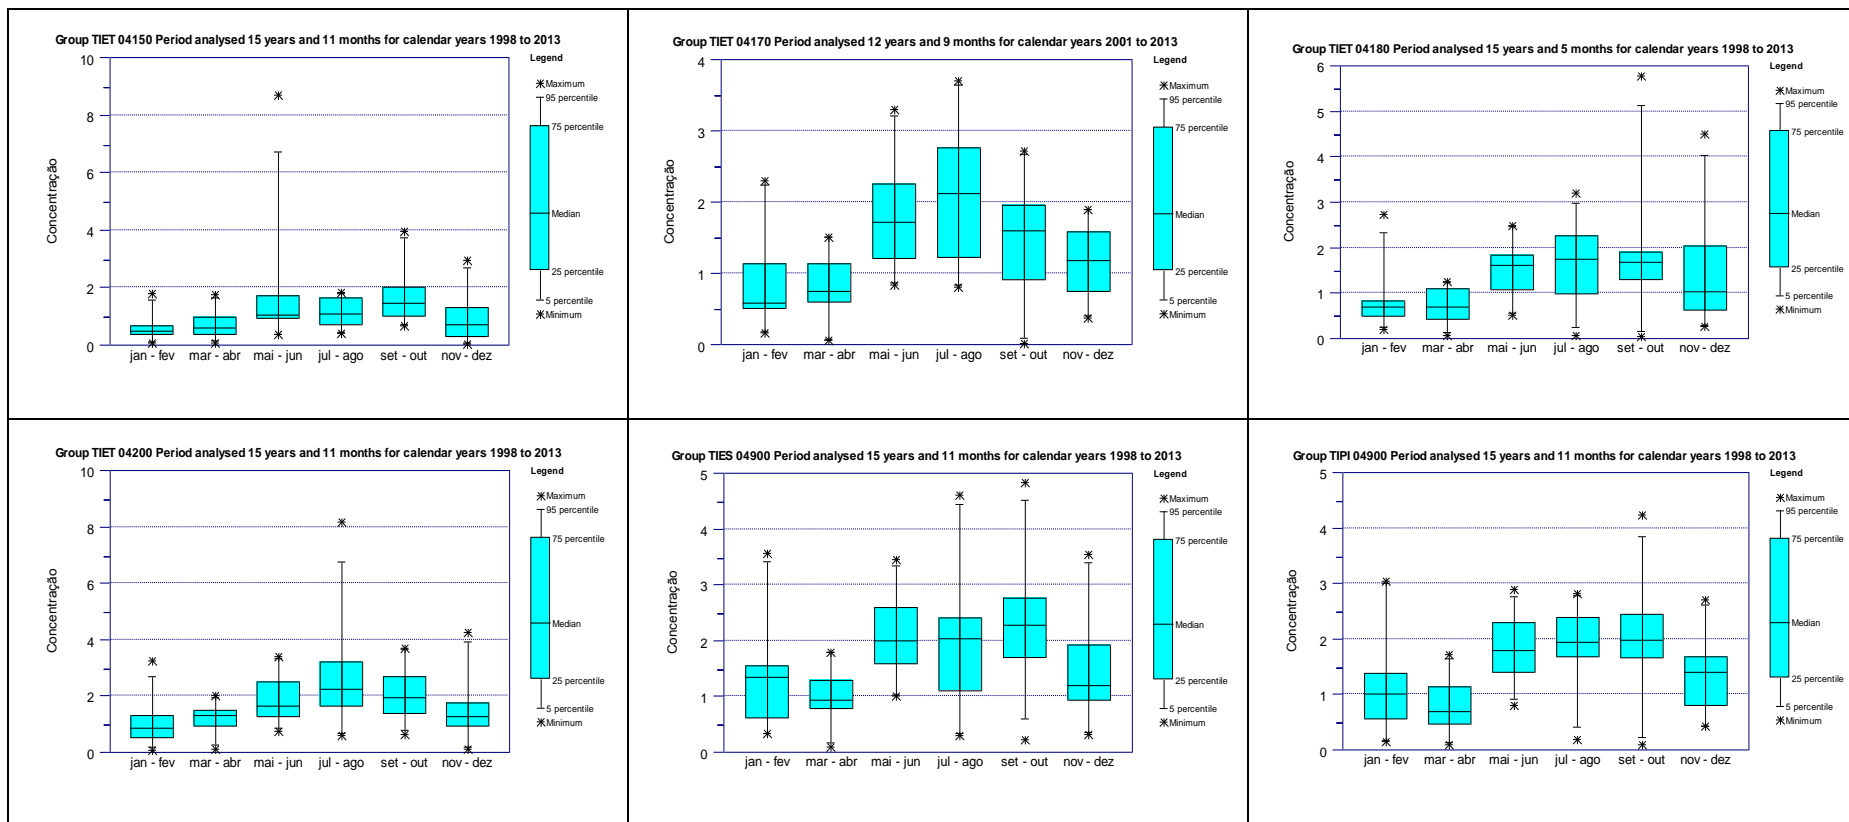 Group TIET 04150 Period analysed 15 years and 11 months for calendar years 1998 to 2013
Legend
Maximum
95 percentile
75 percentile
Median
25 percentile
5 percentile
Minimum
Concentração
10
8
6
4
2
0
jan - fev mar - abr mai - jun jul - ago set - out nov - dez
Group TIET 04170 Period analysed 12 years and 9 months for calendar years 2001 to 2013
Legend
Maximum
95 percentile
75 percentile
Median
25 percentile
5 percentile
Minimum
Concentração
4
3
2
1
0
jan - fev mar - abr mai - jun jul - ago set - out nov - dez
Group TIET 04180 Period analysed 15 years and 5 months for calendar years 1998 to 2013
Legend
Maximum
95 percentile
75 percentile
Median
25 percentile
5 percentile
Minimum
Concentração
6
5
4
3
2
1
0
jan - fev mar - abr mai - jun jul - ago set - out nov - dez
Group TIET 04200 Period analysed 15 years and 11 months for calendar years 1998 to 2013
Legend
Maximum
95 percentile
75 percentile
Median
25 percentile
5 percentile
Minimum
Concentração
10
8
6
4
2
0
jan - fev mar - abr mai - jun jul - ago set - out nov - dez
Group TIES 04900 Period analysed 15 years and 11 months for calendar years 1998 to 2013
Legend
Maximum
95 percentile
75 percentile
Median
25 percentile
5 percentile
Minimum
Concentração
5
4
3
2
1
0
jan - fev mar - abr mai - jun jul - ago set - out nov - dez
Group TIPI 04900 Period analysed 15 years and 11 months for calendar years 1998 to 2013
Legend
Maximum
95 percentile
75 percentile
Median
25 percentile
5 percentile
Minimum
Concentração
5
4
3
2
1
0
jan - fev mar - abr mai - jun jul - ago set - out nov - dez